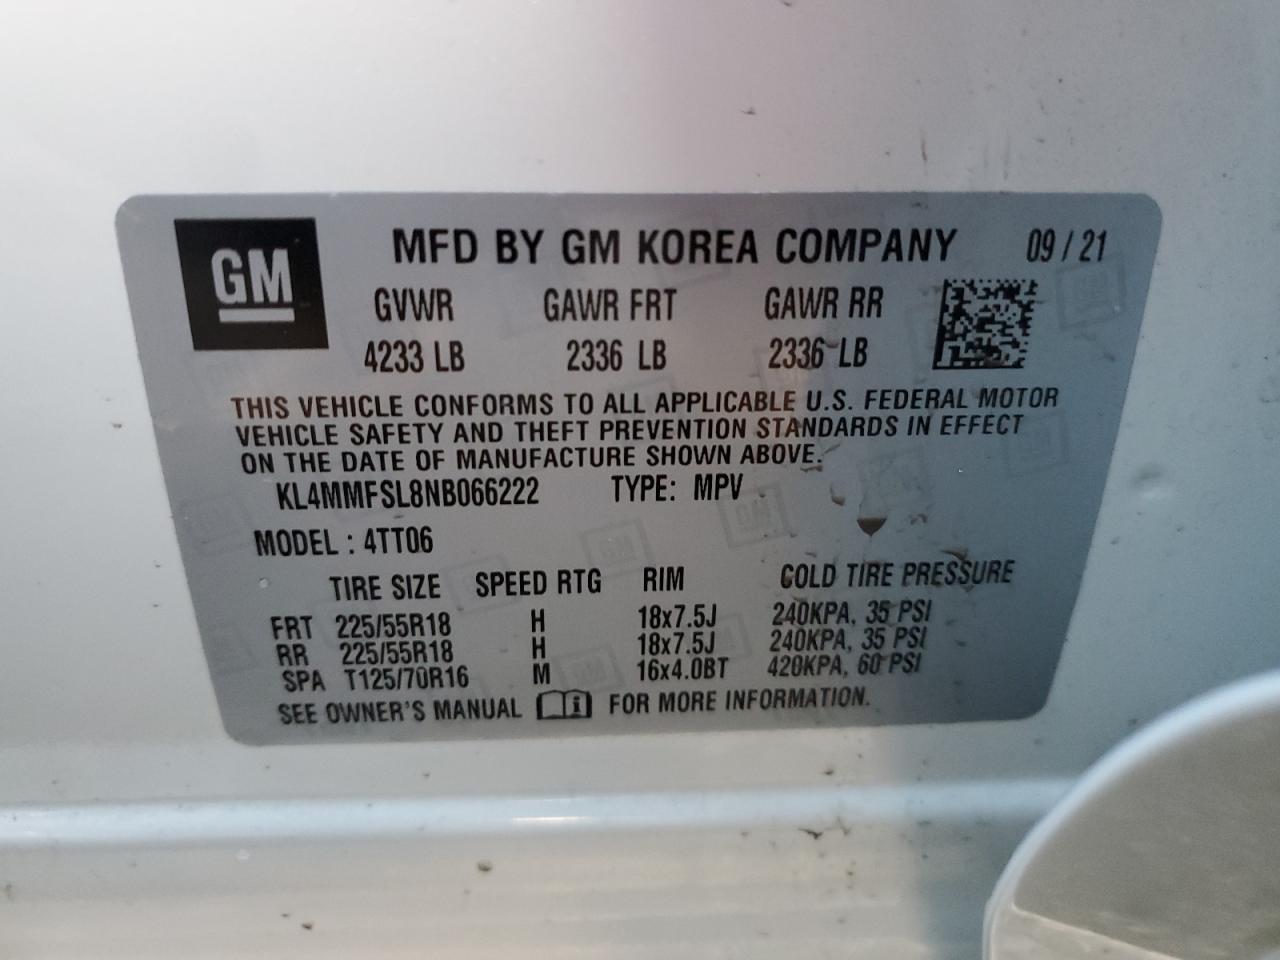 GM
MFD BY GM KOREA COMPANY 09 / 21
GVWR GAWR FRT GAWR RR
4233 LB 2336 LB 2336 LB
THIS VEHICLE CONFORMS TO ALL APPLICABLE U.S. FEDERAL MOTOR
VEHICLE SAFETY AND THEFT PREVENTION STANDARDS IN EFFECT
ON THE DATE OF MANUFACTURE SHOWN ABOVE.
KL4MMFSL8NB066222 TYPE: MPV
MODEL : 4TT06
TIRE SIZE SPEED RTG RIM COLD TIRE PRESSURE
FRT 225/55R18 H 18x7.5J 240KPA, 35 PSI
RR 225/55R18 H 18x7.5J 240KPA, 35 PSI
SPA T125/70R16 M 16x4.0BT 420KPA, 60 PSI
SEE OWNER'S MANUAL i FOR MORE INFORMATION.